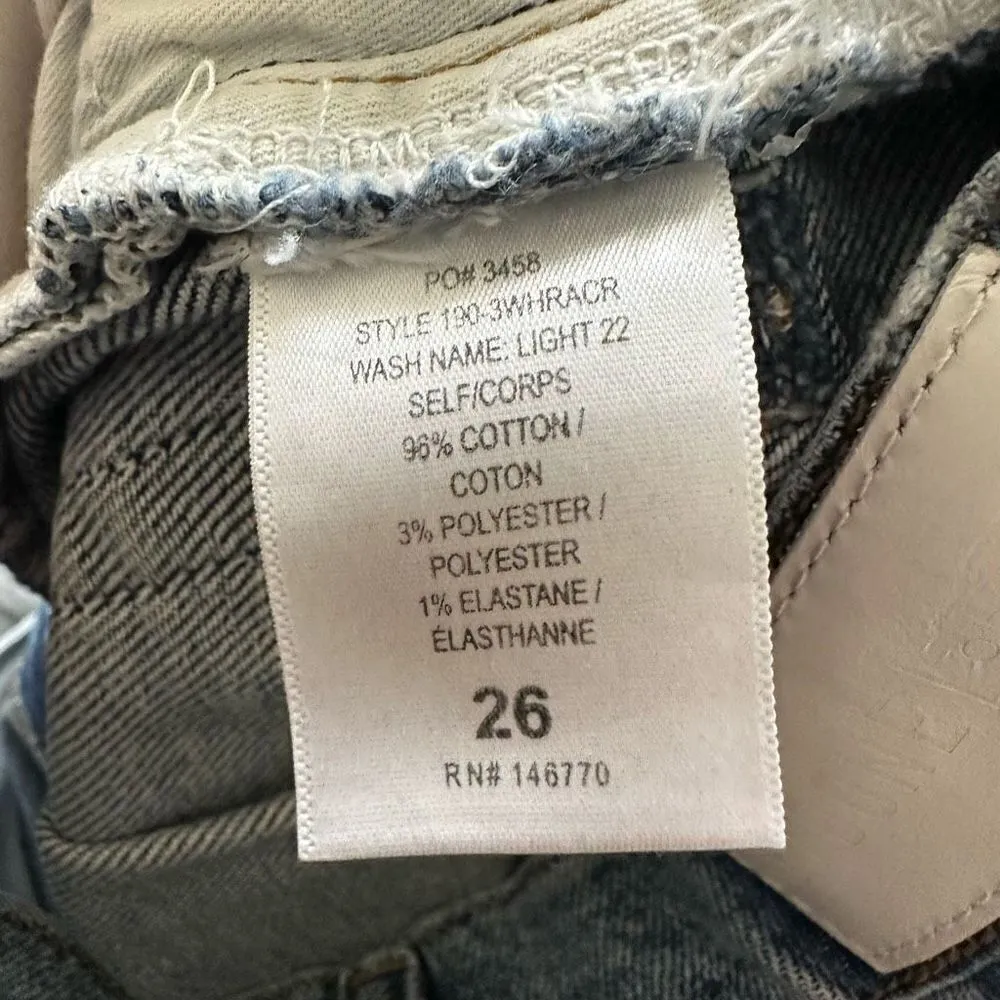 PO# 3458
STYLE 190-3WHRACR
WASH NAME: LIGHT 22
SELF/CORPS
96% COTTON /
COTON
3% POLYESTER /
POLYESTER
1% ELASTANE /
ÉLASTHANNE
26
RN# 146770